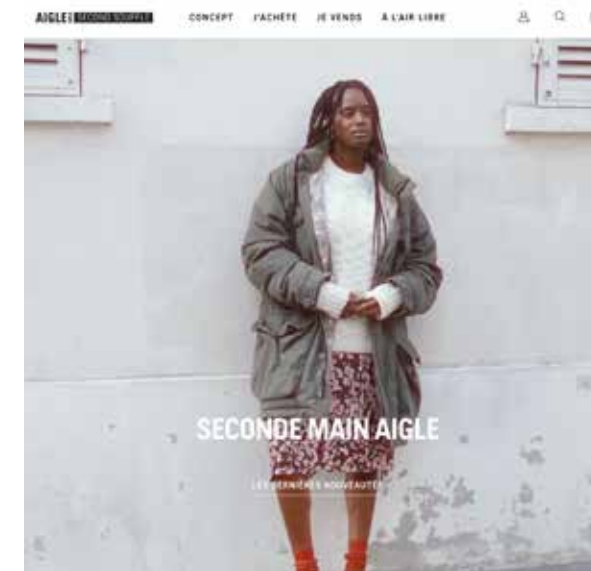 AIGLE SECOND SOUFFLE
CONCEPT J'ACHÈTE JE VENDS À L'AIR LIBRE
SECONDE MAIN AIGLE
LES DERNIÈRES NOUVEAUTÉS